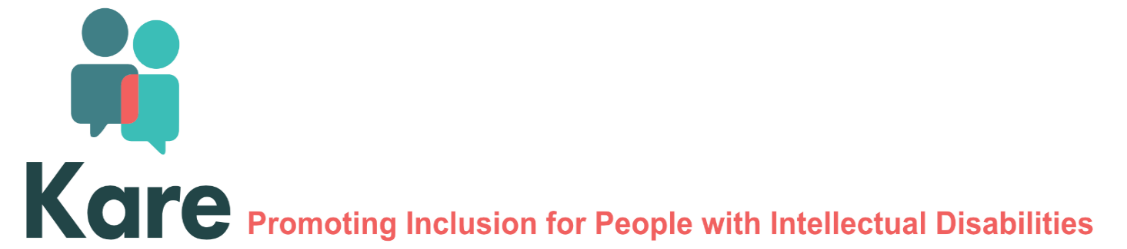 Kare Promoting Inclusion for People with Intellectual Disabilities